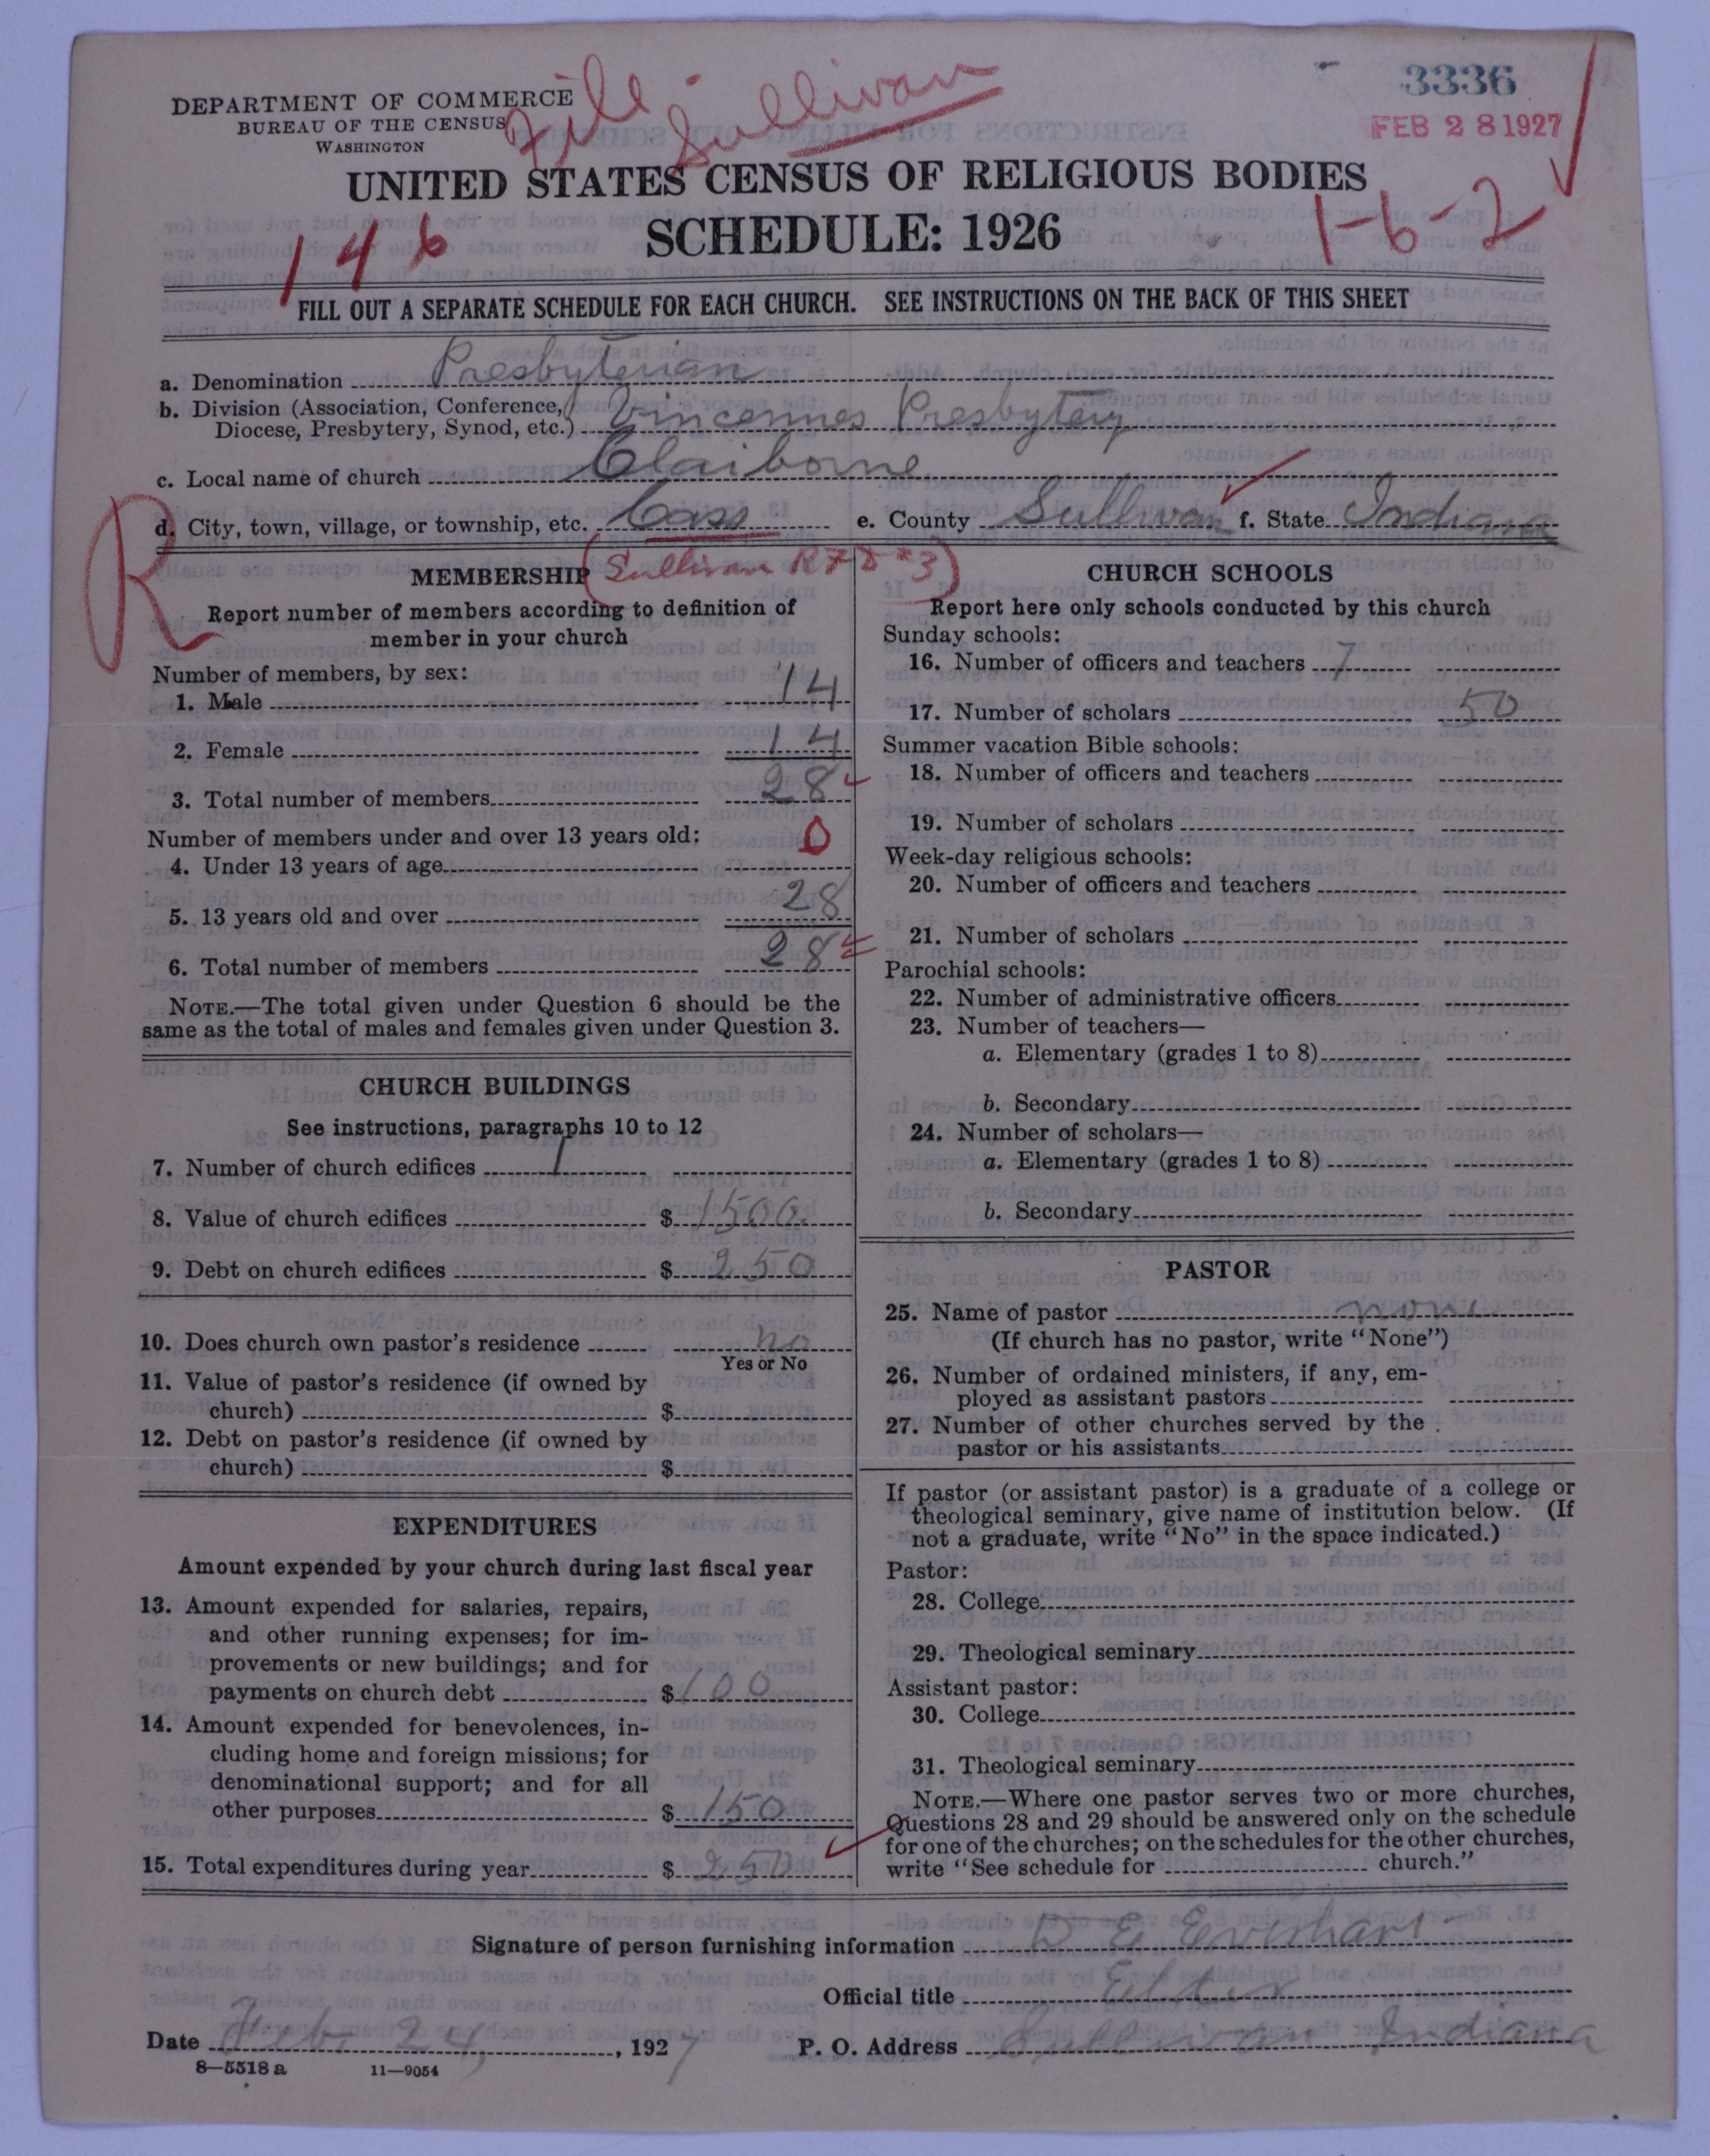 3336
FEB 28 1927
File Sullivan
DEPARTMENT OF COMMERCE
BUREAU OF THE CENSUS
WASHINGTON
UNITED STATES CENSUS OF RELIGIOUS BODIES
SCHEDULE: 1926
146
1-6-2
FILL OUT A SEPARATE SCHEDULE FOR EACH CHURCH. SEE INSTRUCTIONS ON THE BACK OF THIS SHEET
a. Denomination Presbyterian
b. Division (Association, Conference,
Diocese, Presbytery, Synod, etc.) Vincennes Presbytery
c. Local name of church Claiborne
d. City, town, village, or township, etc. Cass e. County Sullivan f. State Indiana
R
(Sullivan RFD #3)
MEMBERSHIP
Report number of members according to definition of
member in your church
Number of members, by sex:
1. Male 14
2. Female 14
3. Total number of members 28
Number of members under and over 13 years old:
4. Under 13 years of age 0
5. 13 years old and over 28
6. Total number of members 28
NOTE.—The total given under Question 6 should be the
same as the total of males and females given under Question 3.
CHURCH BUILDINGS
See instructions, paragraphs 10 to 12
7. Number of church edifices 1
8. Value of church edifices $1500.
9. Debt on church edifices $250
10. Does church own pastor's residence no
Yes or No
11. Value of pastor's residence (if owned by
church) $
12. Debt on pastor's residence (if owned by
church) $
EXPENDITURES
Amount expended by your church during last fiscal year
13. Amount expended for salaries, repairs,
and other running expenses; for im-
provements or new buildings; and for
payments on church debt $100
14. Amount expended for benevolences, in-
cluding home and foreign missions; for
denominational support; and for all
other purposes $150
15. Total expenditures during year $250
CHURCH SCHOOLS
Report here only schools conducted by this church
Sunday schools:
16. Number of officers and teachers 7
17. Number of scholars 50
Summer vacation Bible schools:
18. Number of officers and teachers
19. Number of scholars
Week-day religious schools:
20. Number of officers and teachers
21. Number of scholars
Parochial schools:
22. Number of administrative officers
23. Number of teachers—
a. Elementary (grades 1 to 8)
b. Secondary
24. Number of scholars—
a. Elementary (grades 1 to 8)
b. Secondary
PASTOR
25. Name of pastor none
(If church has no pastor, write "None")
26. Number of ordained ministers, if any, em-
ployed as assistant pastors
27. Number of other churches served by the
pastor or his assistants
If pastor (or assistant pastor) is a graduate of a college or
theological seminary, give name of institution below. (If
not a graduate, write "No" in the space indicated.)
Pastor:
28. College
29. Theological seminary
Assistant pastor:
30. College
31. Theological seminary
NOTE.—Where one pastor serves two or more churches,
Questions 28 and 29 should be answered only on the schedule
for one of the churches; on the schedules for the other churches,
write "See schedule for church."
Signature of person furnishing information D E Evinhart
Official title Elder
Date Feb. 24, 1927 P. O. Address Sullivan Indiana
8—5518 a 11—9054